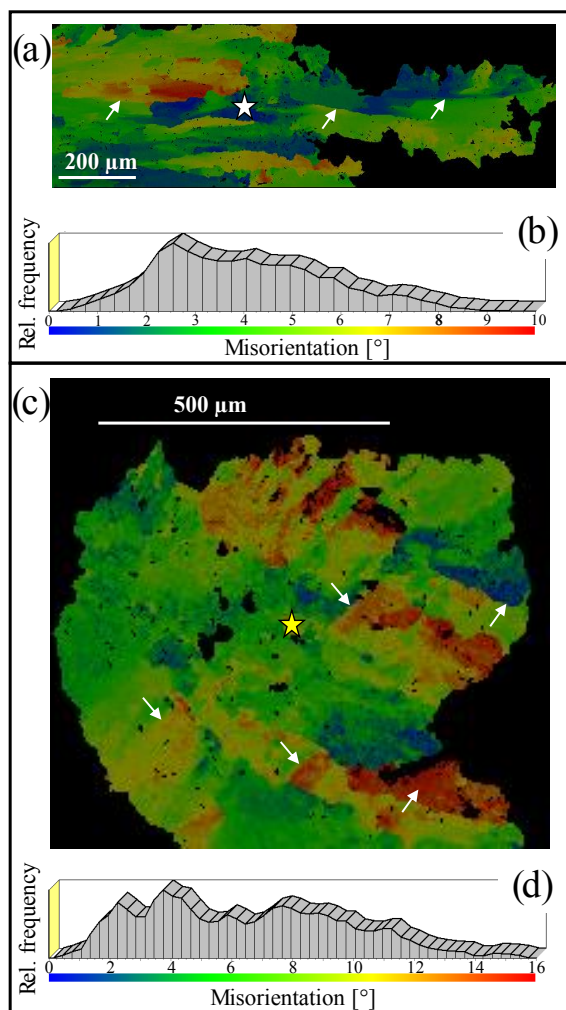 (a)
200 µm
(b)
Rel. frequency
0 1 2 3 4 5 6 7 8 9 10
Misorientation [°]
(c)
500 µm
(d)
Rel. frequency
0 2 4 6 8 10 12 14 16
Misorientation [°]